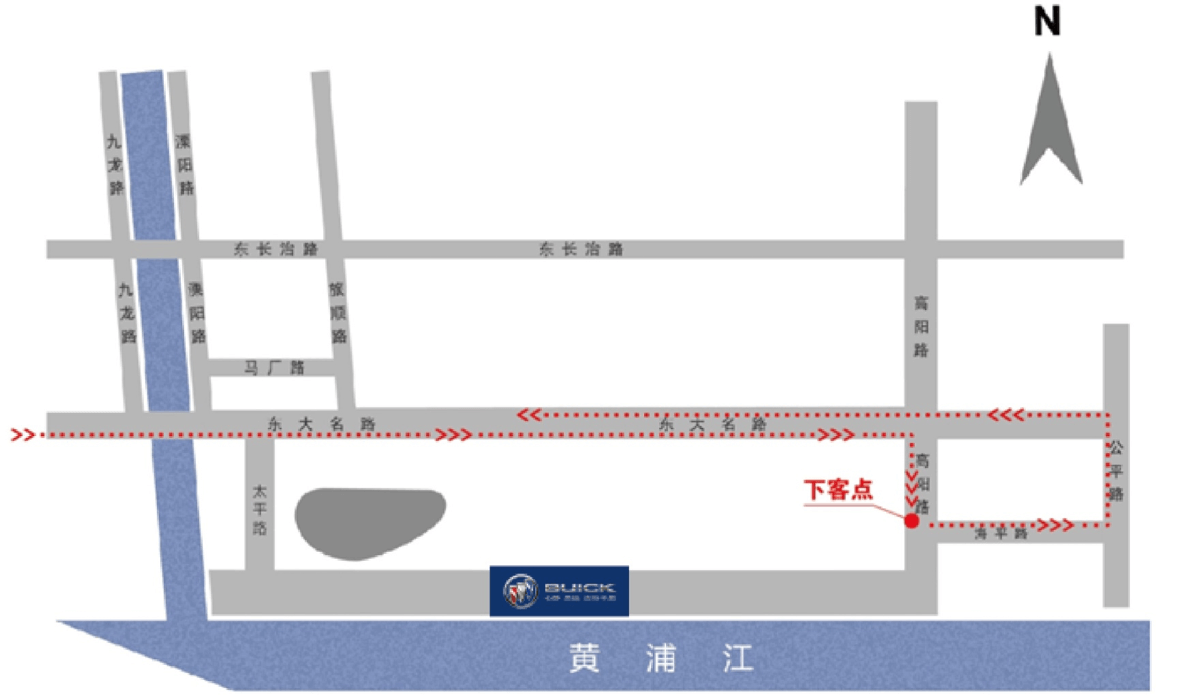 N
九龙路
溧阳路
东长治路
东长治路
九龙路
溧阳路
旅顺路
高阳路
马厂路
东大名路
东大名路
公平路
高阳路
太平路
下客点
海平路
BUICK
黄浦江